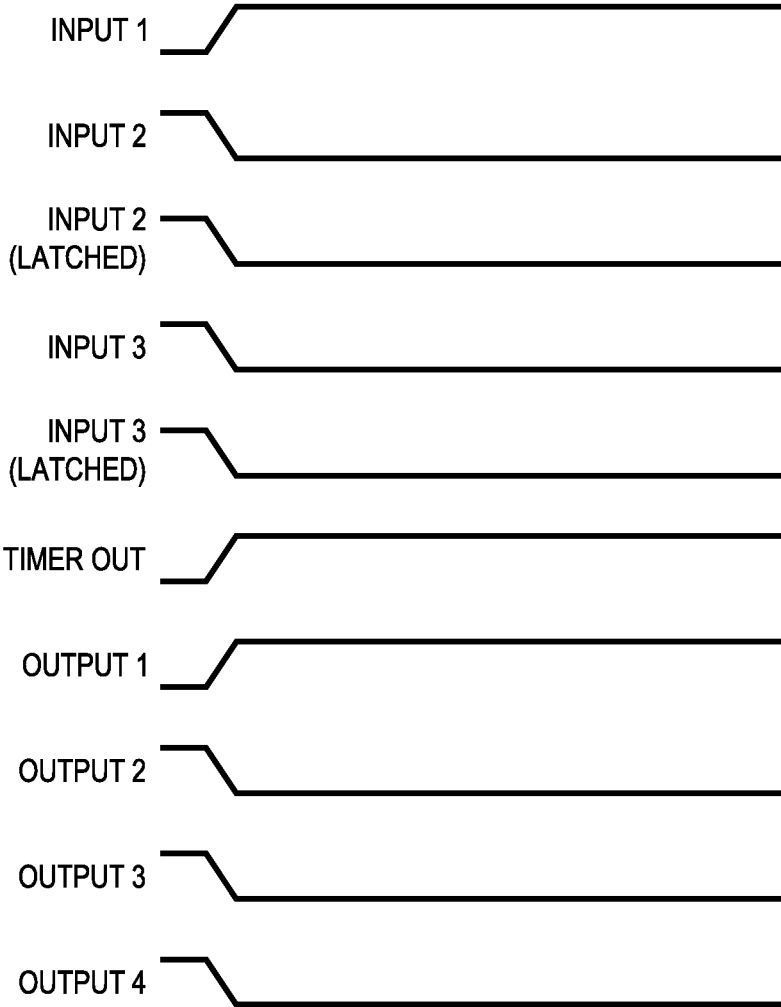 INPUT 1
INPUT 2
INPUT 2
(LATCHED)
INPUT 3
INPUT 3
(LATCHED)
TIMER OUT
OUTPUT 1
OUTPUT 2
OUTPUT 3
OUTPUT 4